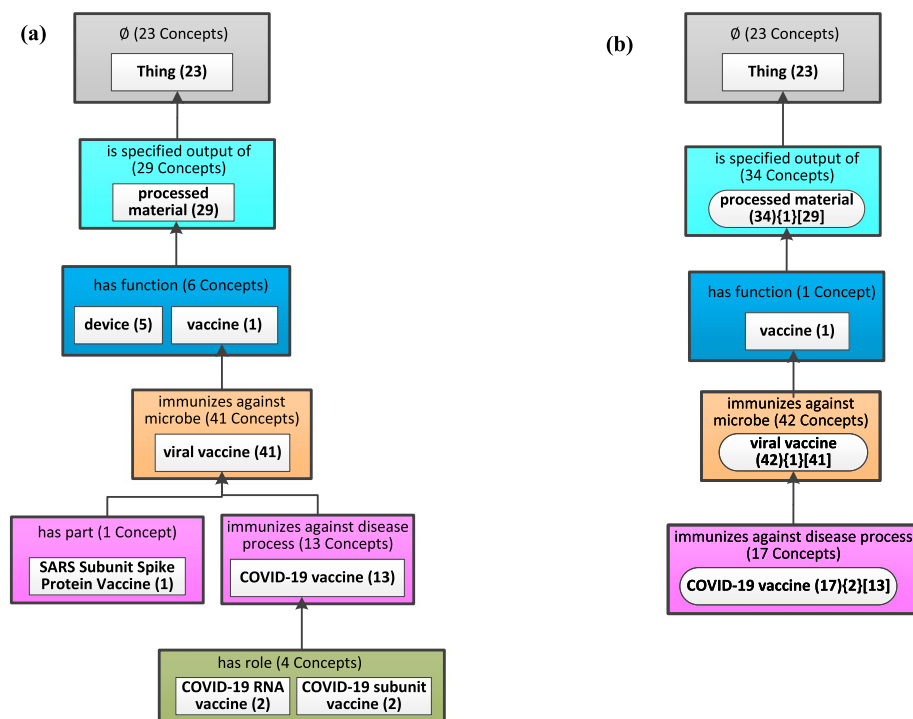 (a)
Ø (23 Concepts)
Thing (23)
is specified output of
(29 Concepts)
processed
material (29)
has function (6 Concepts)
device (5)
vaccine (1)
immunizes against
microbe (41 Concepts)
viral vaccine (41)
has part (1 Concept)
SARS Subunit Spike
Protein Vaccine (1)
immunizes against disease
process (13 Concepts)
COVID-19 vaccine (13)
has role (4 Concepts)
COVID-19 RNA
vaccine (2)
COVID-19 subunit
vaccine (2)
(b)
Ø (23 Concepts)
Thing (23)
is specified output of
(34 Concepts)
processed material
(34){1}[29]
has function (1 Concept)
vaccine (1)
immunizes against
microbe (42 Concepts)
viral vaccine
(42){1}[41]
immunizes against disease process
(17 Concepts)
COVID-19 vaccine (17){2}[13]